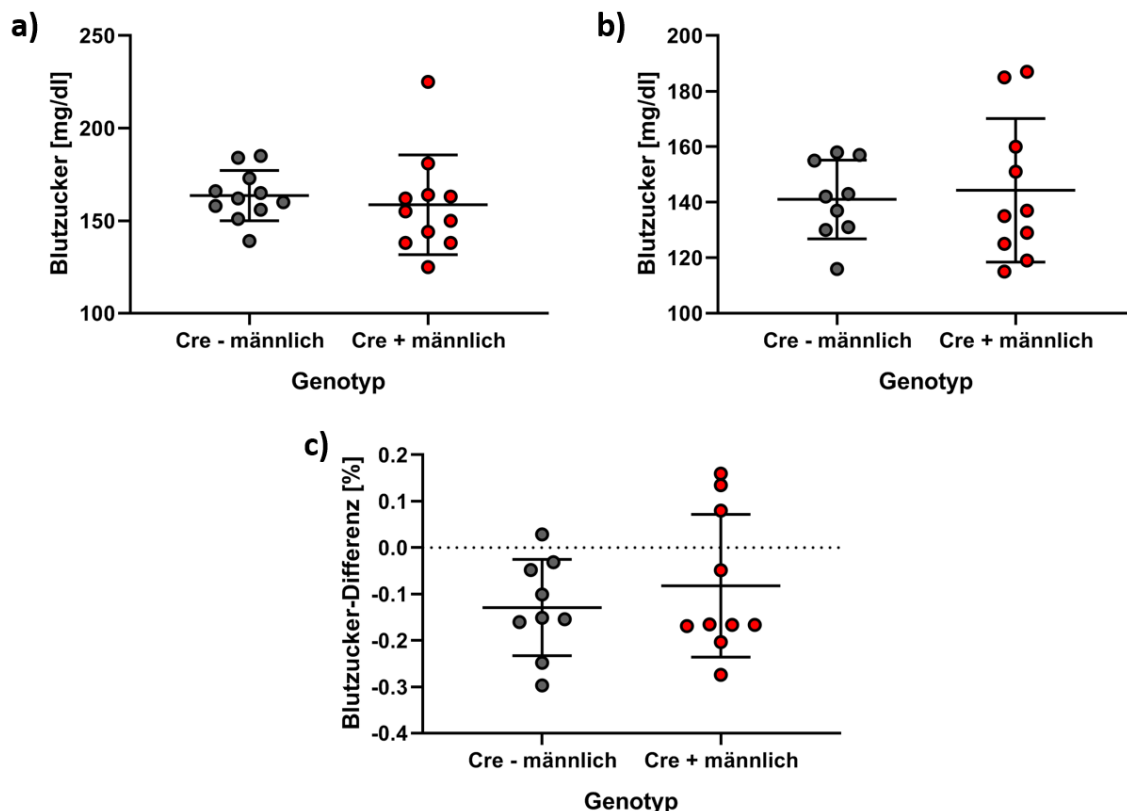 a)
Blutzucker [mg/dl]
250
200
150
100
Cre - männlich Cre + männlich
Genotyp
b)
Blutzucker [mg/dl]
200
180
160
140
120
100
Cre - männlich Cre + männlich
Genotyp
c)
Blutzucker-Differenz [%]
0.2
0.1
0.0
-0.1
-0.2
-0.3
-0.4
Cre - männlich Cre + männlich
Genotyp